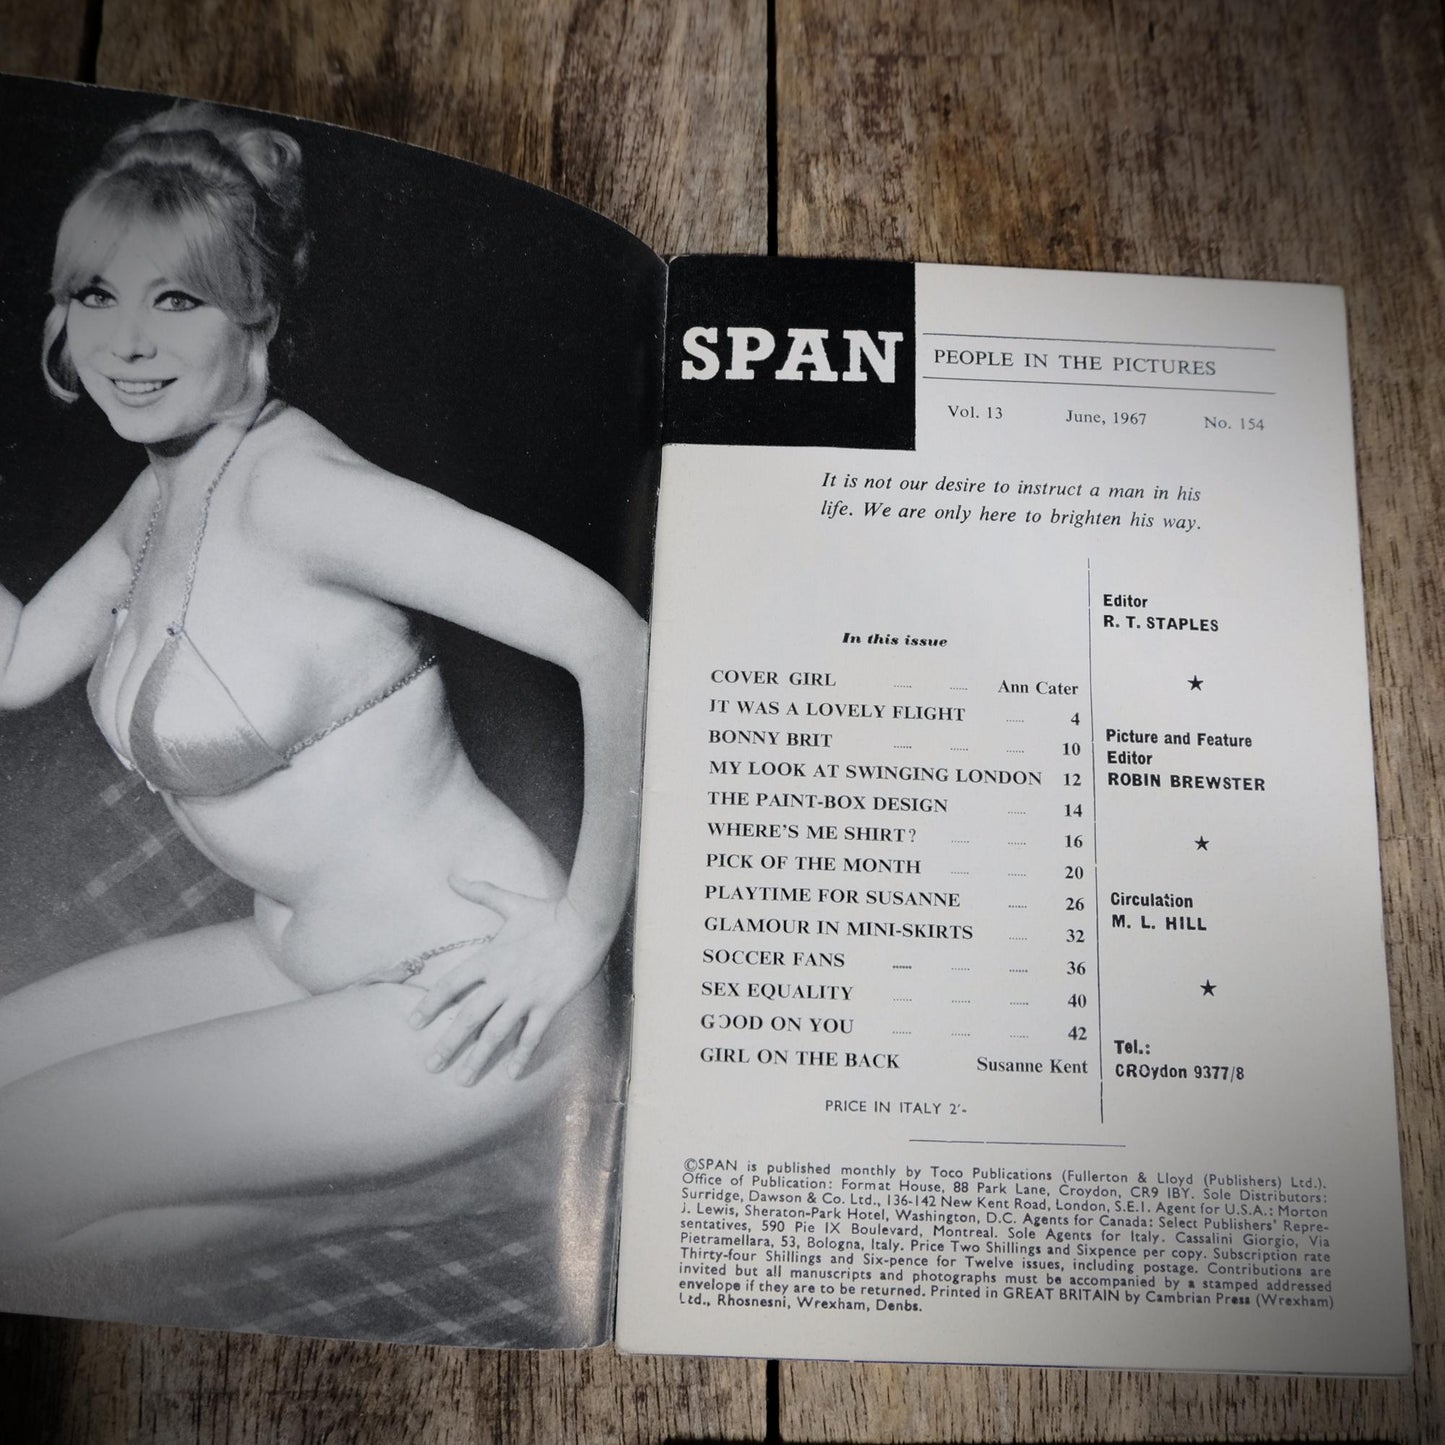 SPAN
PEOPLE IN THE PICTURES
Vol. 13 June, 1967 No. 154
It is not our desire to instruct a man in his
life. We are only here to brighten his way.
In this issue
COVER GIRL ...... ...... Ann Cater
IT WAS A LOVELY FLIGHT ...... 4
BONNY BRIT ...... ...... ...... 10
MY LOOK AT SWINGING LONDON 12
THE PAINT-BOX DESIGN ...... 14
WHERE'S ME SHIRT? ...... ...... 16
PICK OF THE MONTH ...... ...... 20
PLAYTIME FOR SUSANNE ...... 26
GLAMOUR IN MINI-SKIRTS ...... 32
SOCCER FANS ...... ...... ...... 36
SEX EQUALITY ...... ...... ...... 40
GOOD ON YOU ...... ...... ...... 42
GIRL ON THE BACK Susanne Kent
PRICE IN ITALY 2'-
Editor
R. T. STAPLES
★
Picture and Feature
Editor
ROBIN BREWSTER
★
Circulation
M. L. HILL
★
Tel.:
CROydon 9377/8
©SPAN is published monthly by Toco Publications (Fullerton & Lloyd (Publishers) Ltd.).
Office of Publication: Format House, 88 Park Lane, Croydon, CR9 IBY. Sole Distributors:
Surridge, Dawson & Co. Ltd., 136-142 New Kent Road, London, S.E.I. Agent for U.S.A.: Morton
J. Lewis, Sheraton-Park Hotel, Washington, D.C. Agents for Canada: Select Publishers' Repre-
sentatives, 590 Pie IX Boulevard, Montreal. Sole Agents for Italy. Cassalini Giorgio, Via
Pietramellara, 53, Bologna, Italy. Price Two Shillings and Sixpence per copy. Subscription rate
Thirty-four Shillings and Six-pence for Twelve issues, including postage. Contributions are
invited but all manuscripts and photographs must be accompanied by a stamped addressed
envelope if they are to be returned. Printed in GREAT BRITAIN by Cambrian Press (Wrexham)
Ltd., Rhosnesni, Wrexham, Denbs.